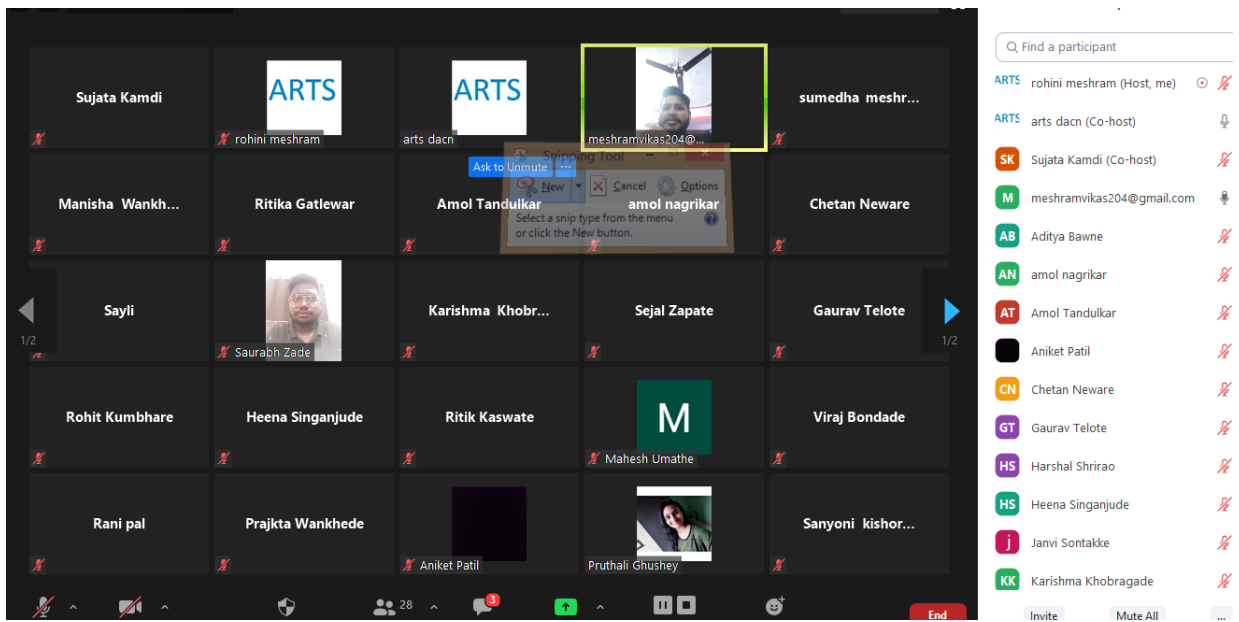 Sujata Kamdi
ARTS
rohini meshram
ARTS
arts dacn
meshramvikas204@...
sumedha meshr...
Ask to Unmute ...
Snipping Tool
New
Cancel
Options
Select a snip type from the menu
or click the New button.
Manisha Wankh...
Ritika Gatlewar
Amol Tandulkar
amol nagrikar
Chetan Neware
Sayli
Saurabh Zade
Karishma Khobr...
Sejal Zapate
Gaurav Telote
1/2
1/2
Rohit Kumbhare
Heena Singanjude
Ritik Kaswate
M
Mahesh Umathe
Viraj Bondade
Rani pal
Prajkta Wankhede
Aniket Patil
Pruthali Ghushey
Sanyoni kishor...
28
3
End
Find a participant
ARTS rohini meshram (Host, me)
ARTS arts dacn (Co-host)
SK Sujata Kamdi (Co-host)
M meshramvikas204@gmail.com
AB Aditya Bawne
AN amol nagrikar
AT Amol Tandulkar
Aniket Patil
CN Chetan Neware
GT Gaurav Telote
HS Harshal Shrirao
HS Heena Singanjude
j Janvi Sontakke
KK Karishma Khobragade
Invite Mute All ...